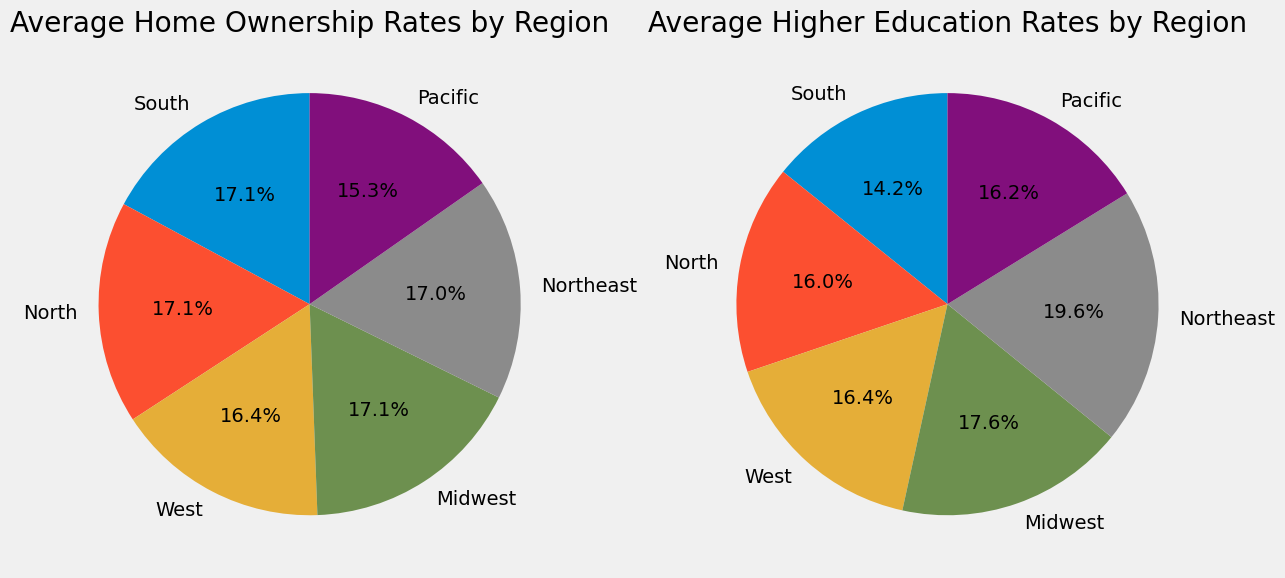 Average Home Ownership Rates by Region
South
Pacific
17.1%
15.3%
North
17.1%
17.0%
Northeast
16.4%
17.1%
West
Midwest
Average Higher Education Rates by Region
South
Pacific
14.2%
16.2%
North
16.0%
19.6%
Northeast
16.4%
17.6%
West
Midwest